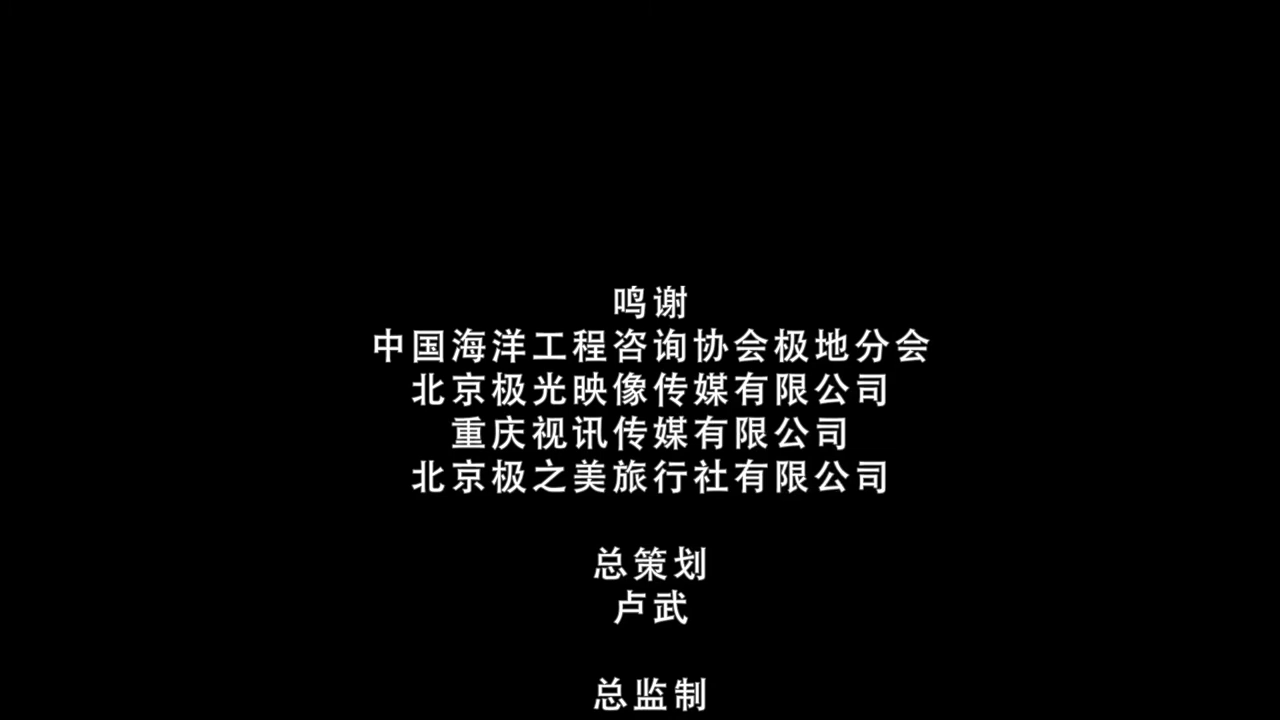 鸣谢
中国海洋工程咨询协会极地分会
北京极光映像传媒有限公司
重庆视讯传媒有限公司
北京极之美旅行社有限公司
总策划
卢武
总监制